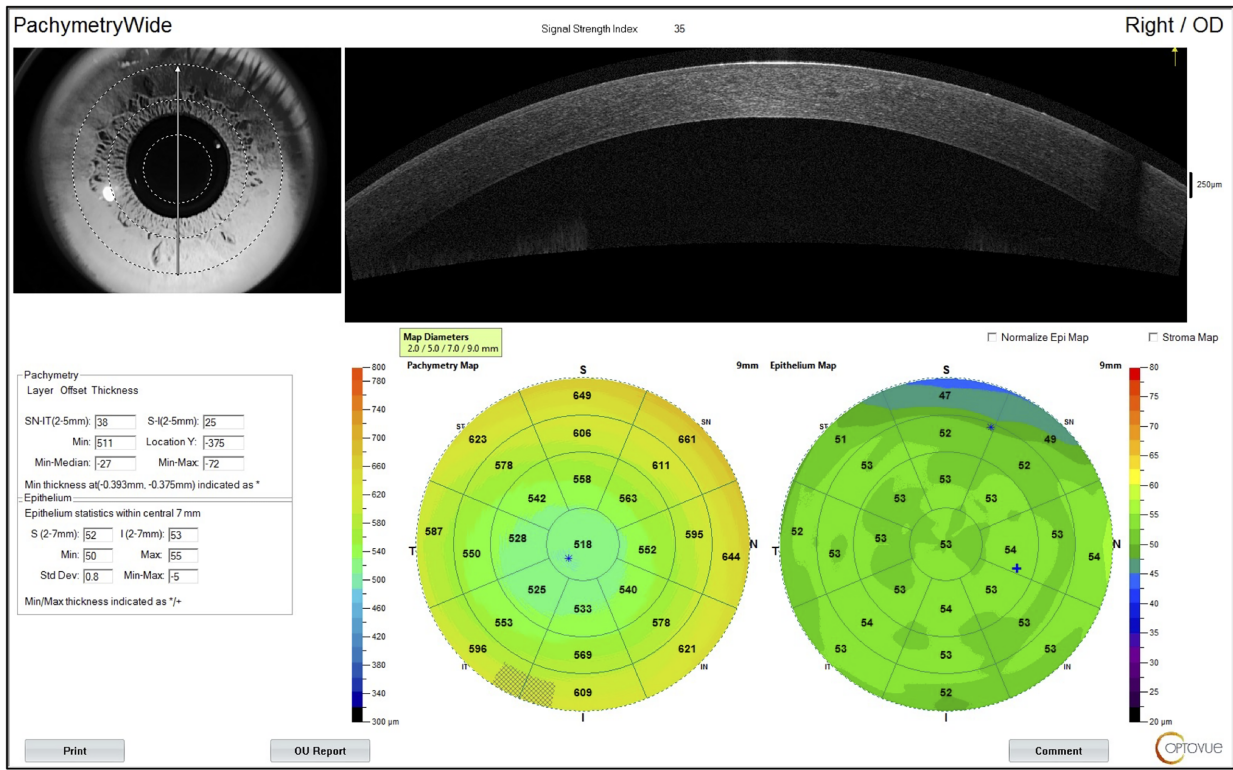 PachymetryWide
Signal Strength Index 35
Right / OD
250µm
Map Diameters
2.0 / 5.0 / 7.0 / 9.0 mm
Normalize Epi Map
Stroma Map
Pachymetry
Layer Offset Thickness
SN-IT(2-5mm): 38 S-I(2-5mm): 25
Min: 511 Location Y: -375
Min-Median: -27 Min-Max: -72
Min thickness at(-0.393mm, -0.375mm) indicated as *
Epithelium
Epithelium statistics within central 7 mm
S (2-7mm): 52 I (2-7mm): 53
Min: 50 Max: 55
Std Dev: 0.8 Min-Max: -5
Min/Max thickness indicated as */+
800
780
740
700
660
620
580
540
500
460
420
380
340
300 µm
Pachymetry Map 9mm
S
649
ST 623 606 661 SN
578 611
558
542 563
587 528 595
T 550 518 552 644 N
*
525 540
553 533 578
596 569 621
IT 609 IN
I
Epithelium Map 9mm
S
47
ST 51 52 * 49 SN
53 52
53
53 53
52 53 53
T 53 53 54 54 N
+
53 53
54 54 53
53 53 53
IT 52 IN
I
80
75
70
65
60
55
50
45
40
35
30
25
20 µm
Print
OU Report
Comment
OPTOVUE